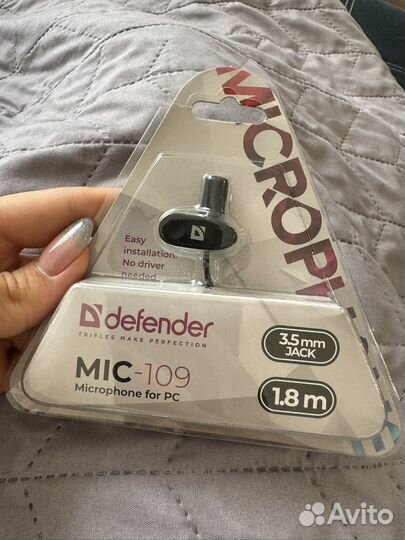 MICROPH
Easy
installation.
No driver
needed
defender
TRIFLES MAKE PERFECTION
3.5 mm
JACK
MIC-109
Microphone for PC
1.8 m
Avito